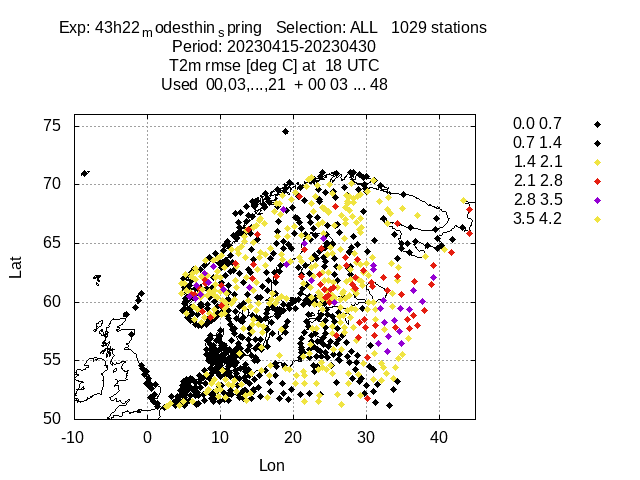 Exp: 43h22modesthinspring   Selection: ALL   1029 stations
Period: 20230415-20230430
T2m rmse [deg C] at  18 UTC
Used  00,03,...,21  + 00 03 ... 48
0.0 0.7
0.7 1.4
1.4 2.1
2.1 2.8
2.8 3.5
3.5 4.2
75
70
65
60
55
50
Lat
-10 0 10 20 30 40
Lon